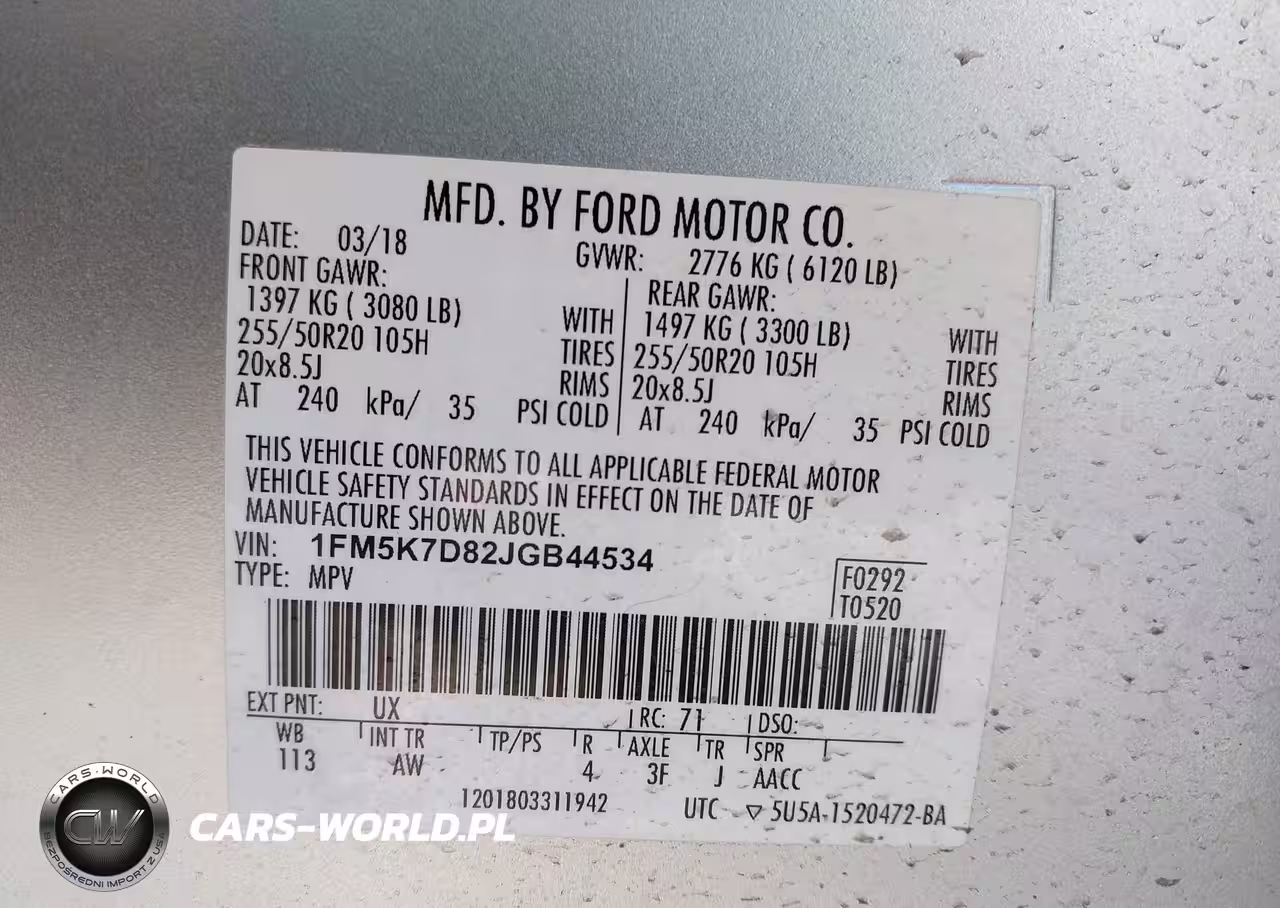 MFD. BY FORD MOTOR CO.
DATE: 03/18 GVWR: 2776 KG ( 6120 LB)
FRONT GAWR: REAR GAWR:
1397 KG ( 3080 LB) WITH 1497 KG ( 3300 LB) WITH
255/50R20 105H TIRES 255/50R20 105H TIRES
20x8.5J RIMS 20x8.5J RIMS
AT 240 kPa/ 35 PSI COLD AT 240 kPa/ 35 PSI COLD
THIS VEHICLE CONFORMS TO ALL APPLICABLE FEDERAL MOTOR
VEHICLE SAFETY STANDARDS IN EFFECT ON THE DATE OF
MANUFACTURE SHOWN ABOVE.
VIN: 1FM5K7D82JGB44534
TYPE: MPV
F0292
T0520
EXT PNT: UX RC: 71 DSO:
WB INT TR TP/PS R AXLE TR SPR
113 AW 4 3F J AACC
1201803311942 UTC ▽ 5U5A-1520472-BA
CARS-WORLD
CW
BEZPOŚREDNI IMPORT Z USA
CARS-WORLD.PL